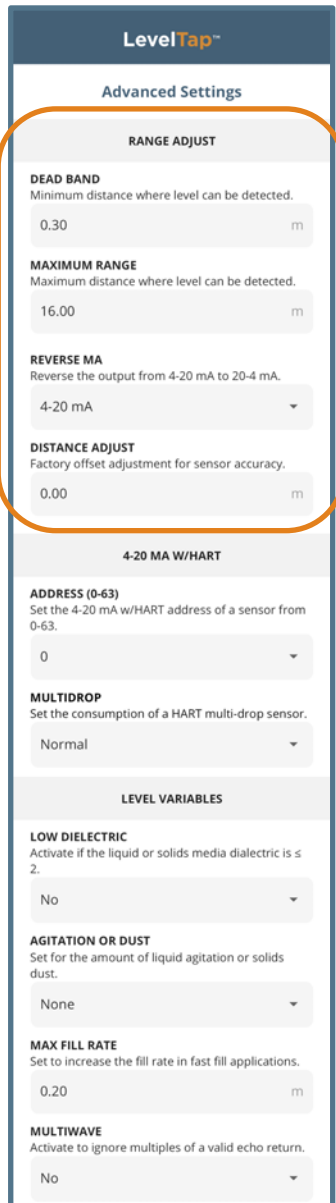 LevelTap™
Advanced Settings
RANGE ADJUST
DEAD BAND
Minimum distance where level can be detected.
0.30 m
MAXIMUM RANGE
Maximum distance where level can be detected.
16.00 m
REVERSE MA
Reverse the output from 4-20 mA to 20-4 mA.
4-20 mA
DISTANCE ADJUST
Factory offset adjustment for sensor accuracy.
0.00 m
4-20 MA W/HART
ADDRESS (0-63)
Set the 4-20 mA w/HART address of a sensor from
0-63.
0
MULTIDROP
Set the consumption of a HART multi-drop sensor.
Normal
LEVEL VARIABLES
LOW DIELECTRIC
Activate if the liquid or solids media dialectric is ≤
2.
No
AGITATION OR DUST
Set for the amount of liquid agitation or solids
dust.
None
MAX FILL RATE
Set to increase the fill rate in fast fill applications.
0.20 m
MULTIWAVE
Activate to ignore multiples of a valid echo return.
No